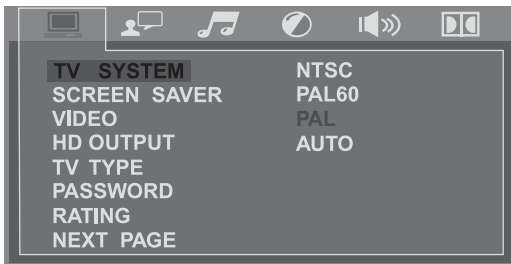 TV SYSTEM NTSC
SCREEN SAVER PAL60
VIDEO PAL
HD OUTPUT AUTO
TV TYPE
PASSWORD
RATING
NEXT PAGE